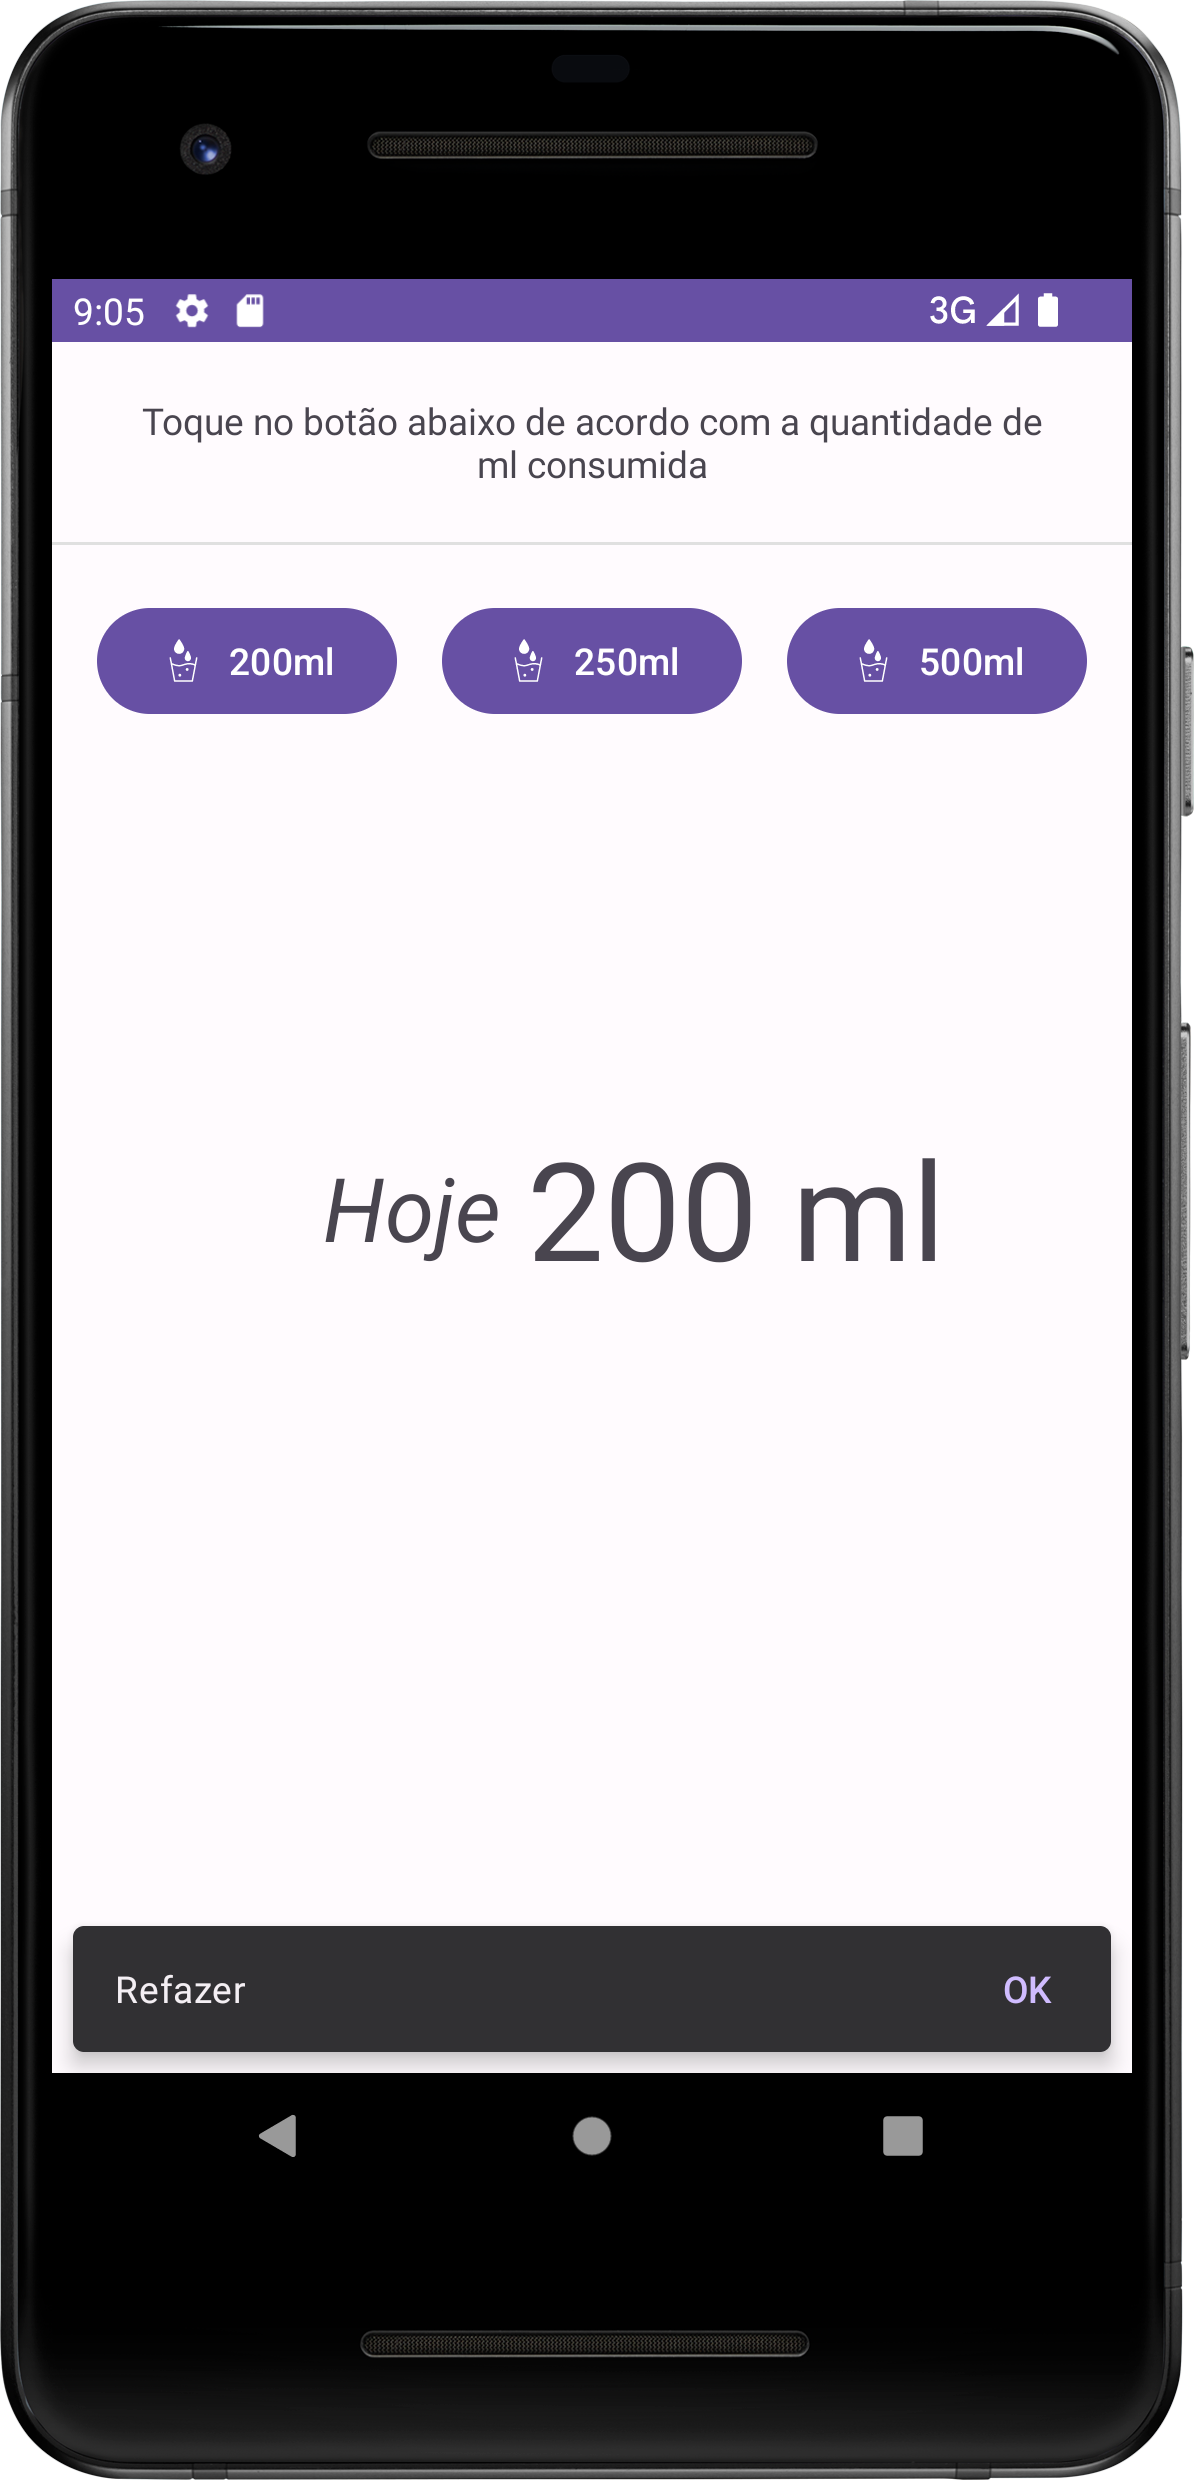 9:05 3G
Toque no botão abaixo de acordo com a quantidade de
ml consumida
200ml 250ml 500ml
Hoje 200 ml
Refazer OK